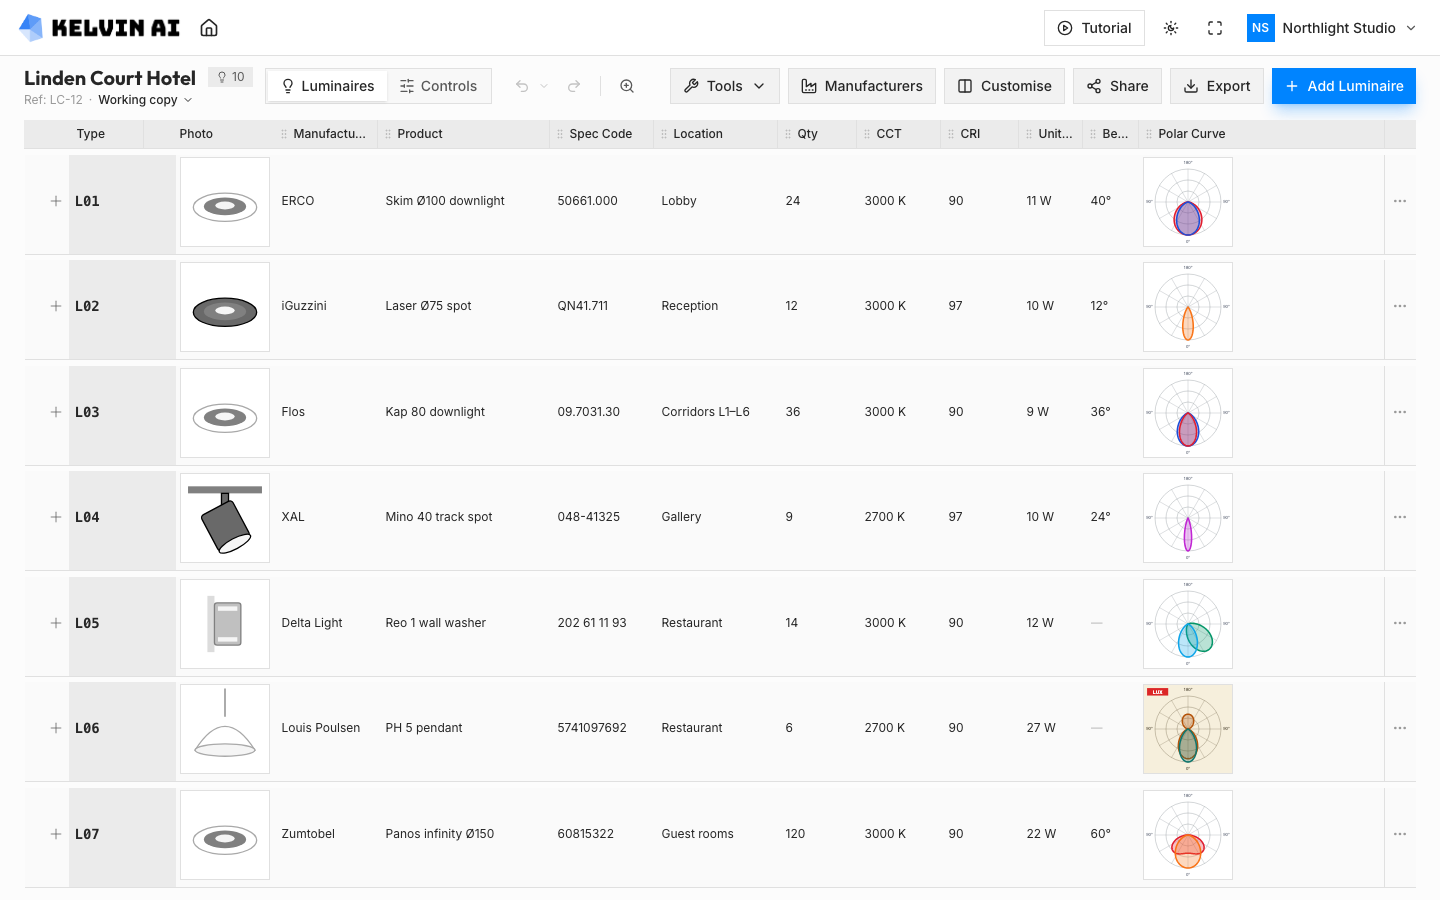 KELVIN AI
Tutorial
NS
Northlight Studio
Linden Court Hotel
10
Ref: LC-12 · Working copy
Luminaires
Controls
Tools
Manufacturers
Customise
Share
Export
Add Luminaire
Type Photo Manufactu... Product Spec Code Location Qty CCT CRI Unit... Be... Polar Curve
L01 ERCO Skim Ø100 downlight 50661.000 Lobby 24 3000 K 90 11 W 40°
L02 iGuzzini Laser Ø75 spot QN41.711 Reception 12 3000 K 97 10 W 12°
L03 Flos Kap 80 downlight 09.7031.30 Corridors L1–L6 36 3000 K 90 9 W 36°
L04 XAL Mino 40 track spot 048-41325 Gallery 9 2700 K 97 10 W 24°
L05 Delta Light Reo 1 wall washer 202 61 11 93 Restaurant 14 3000 K 90 12 W —
L06 Louis Poulsen PH 5 pendant 5741097692 Restaurant 6 2700 K 90 27 W —
LUX
L07 Zumtobel Panos infinity Ø150 60815322 Guest rooms 120 3000 K 90 22 W 60°